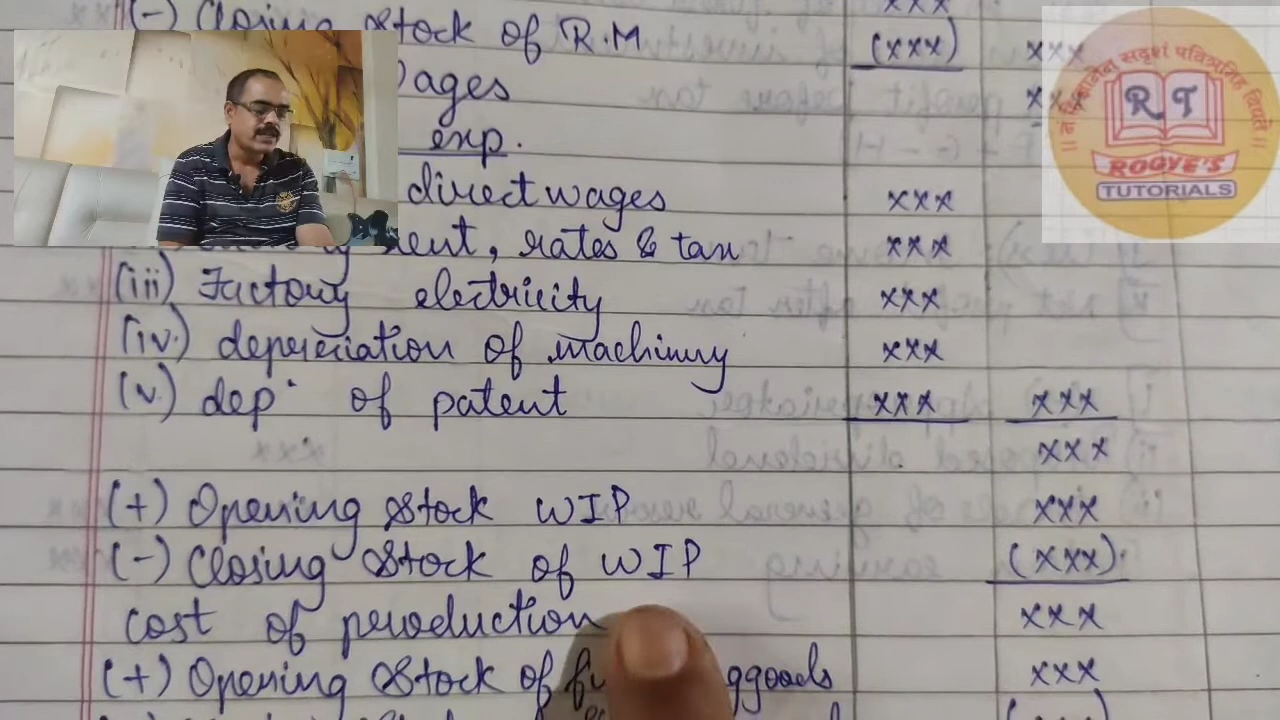 (-) Closing stock of R.M (xxx) xxx
wages xxx
exp.
direct wages xxx
rent, rates & tax xxx
(iii) Factory electricity xxx
(iv.) depreciation of machinery xxx
(v.) dep. of patent xxx xxx
xxx
(+) Opening stock WIP xxx
(-) Closing stock of WIP (xxx)
cost of production xxx
(+) Opening stock of goods xxx
R T
ROGYE'S
TUTORIALS